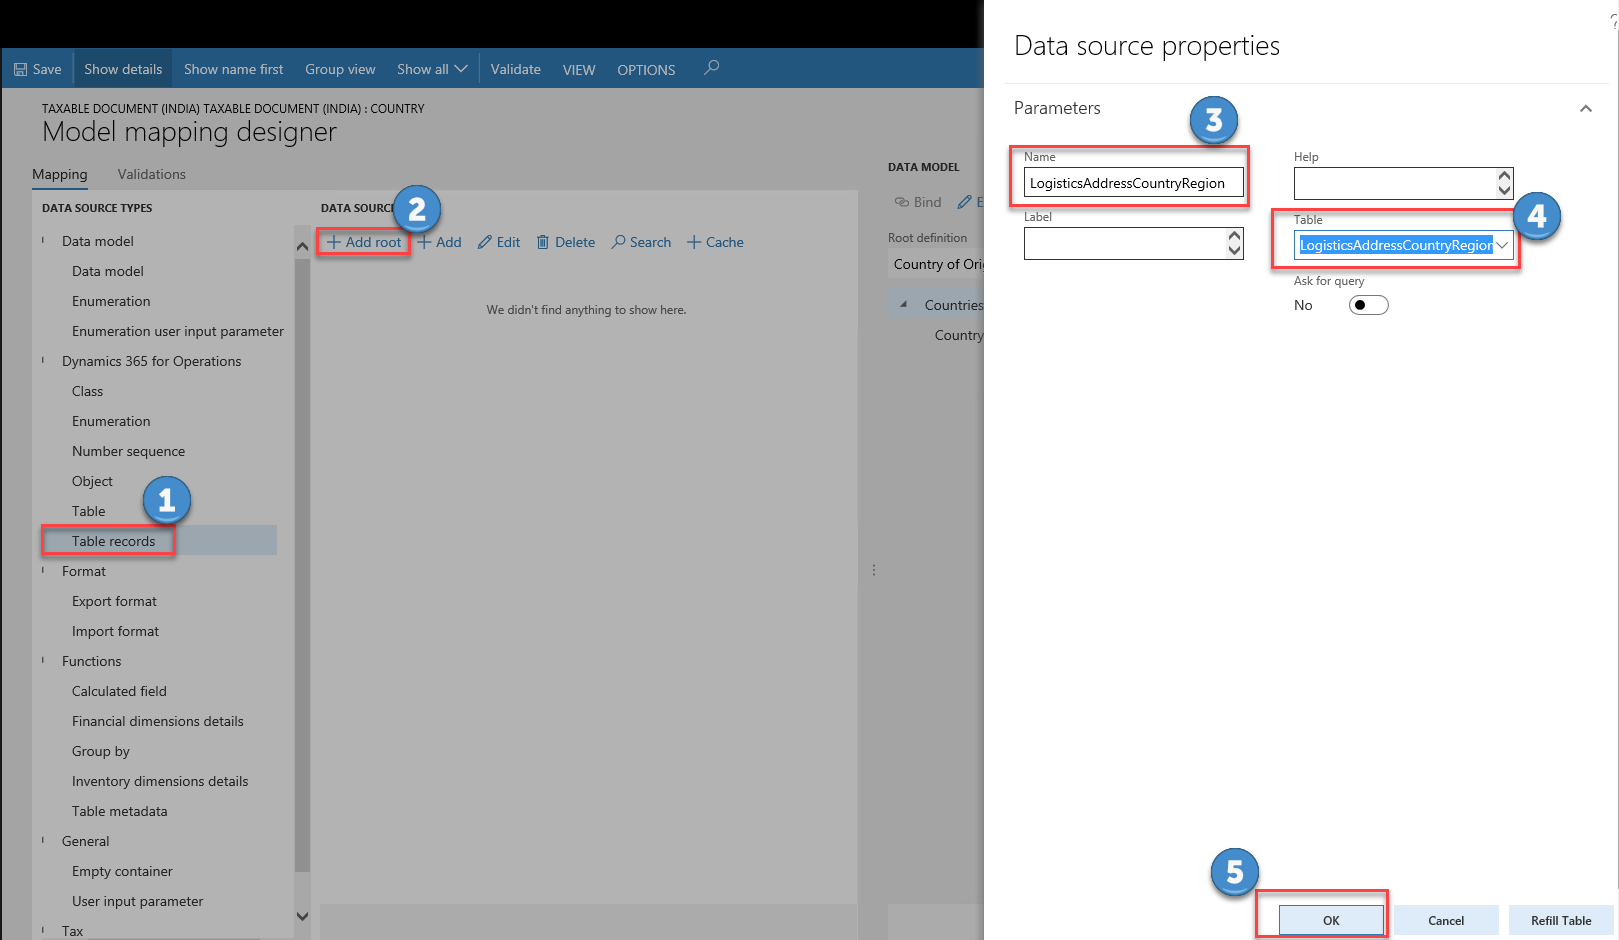 Save
Show details
Show name first
Group view
Show all
Validate
VIEW
OPTIONS
TAXABLE DOCUMENT (INDIA) TAXABLE DOCUMENT (INDIA) : COUNTRY
Model mapping designer
Mapping
Validations
DATA SOURCE TYPES
Data model
Data model
Enumeration
Enumeration user input parameter
Dynamics 365 for Operations
Class
Enumeration
Number sequence
Object
Table
1
Table records
Format
Export format
Import format
Functions
Calculated field
Financial dimensions details
Group by
Inventory dimensions details
Table metadata
General
Empty container
User input parameter
Tax
DATA SOURC
2
Add root
Add
Edit
Delete
Search
Cache
We didn't find anything to show here.
DATA MODEL
Bind
E
Root definition
Country of Ori
Countries
Country
?
Data source properties
Parameters
3
Name
LogisticsAddressCountryRegion
Label
Help
4
Table
LogisticsAddressCountryRegion
Ask for query
No
5
OK
Cancel
Refill Table